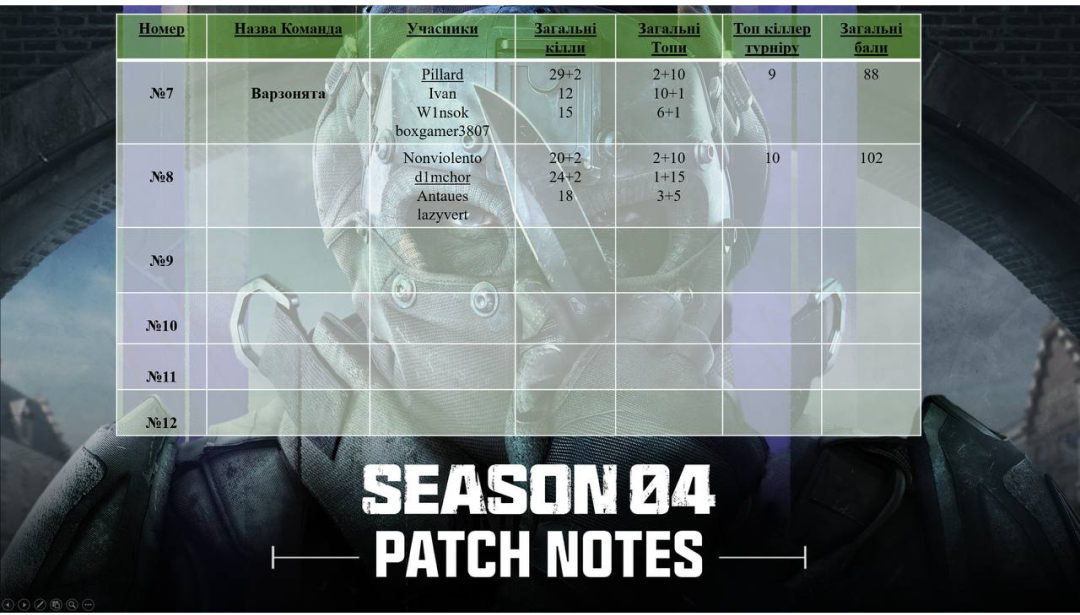 Номер Назва Команда Учасники Загальні кілли Загальні Топи Топ кіллер турніру Загальні бали
№7 Варзонята Pillard 29+2 2+10 9 88
Ivan 12 10+1
W1nsok 15 6+1
boxgamer3807
№8 Nonviolento 20+2 2+10 10 102
d1mchor 24+2 1+15
Antaues 18 3+5
lazyvert
№9
№10
№11
№12
SEASON 04
PATCH NOTES